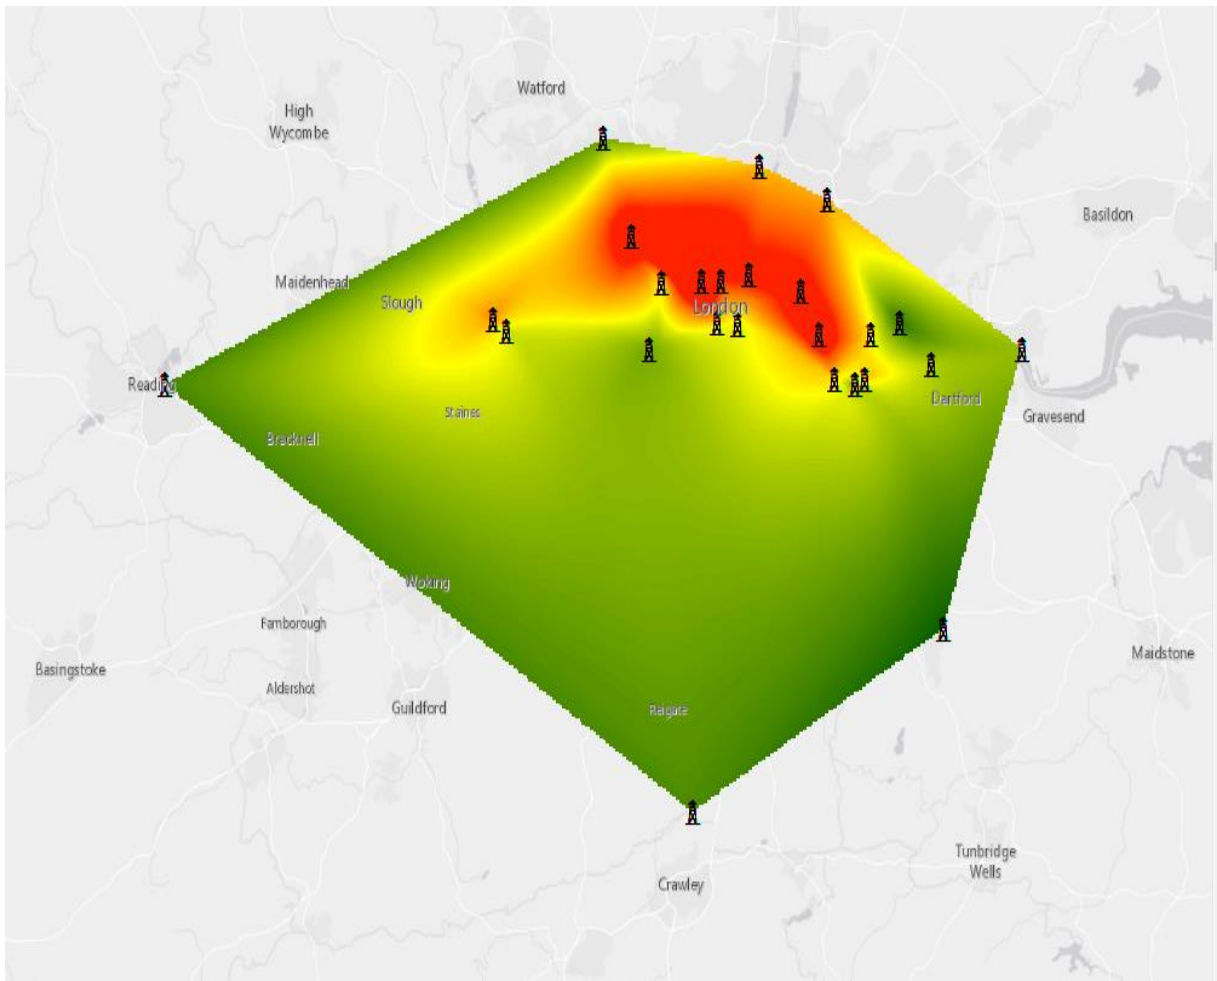 Watford
High
Wycombe
Basildon
Maidenhead
Slough
London
Reading
Staines
Dartford
Gravesend
Bracknell
Woking
Farnborough
Maidstone
Basingstoke
Aldershot
Guildford
Reigate
Tunbridge
Wells
Crawley